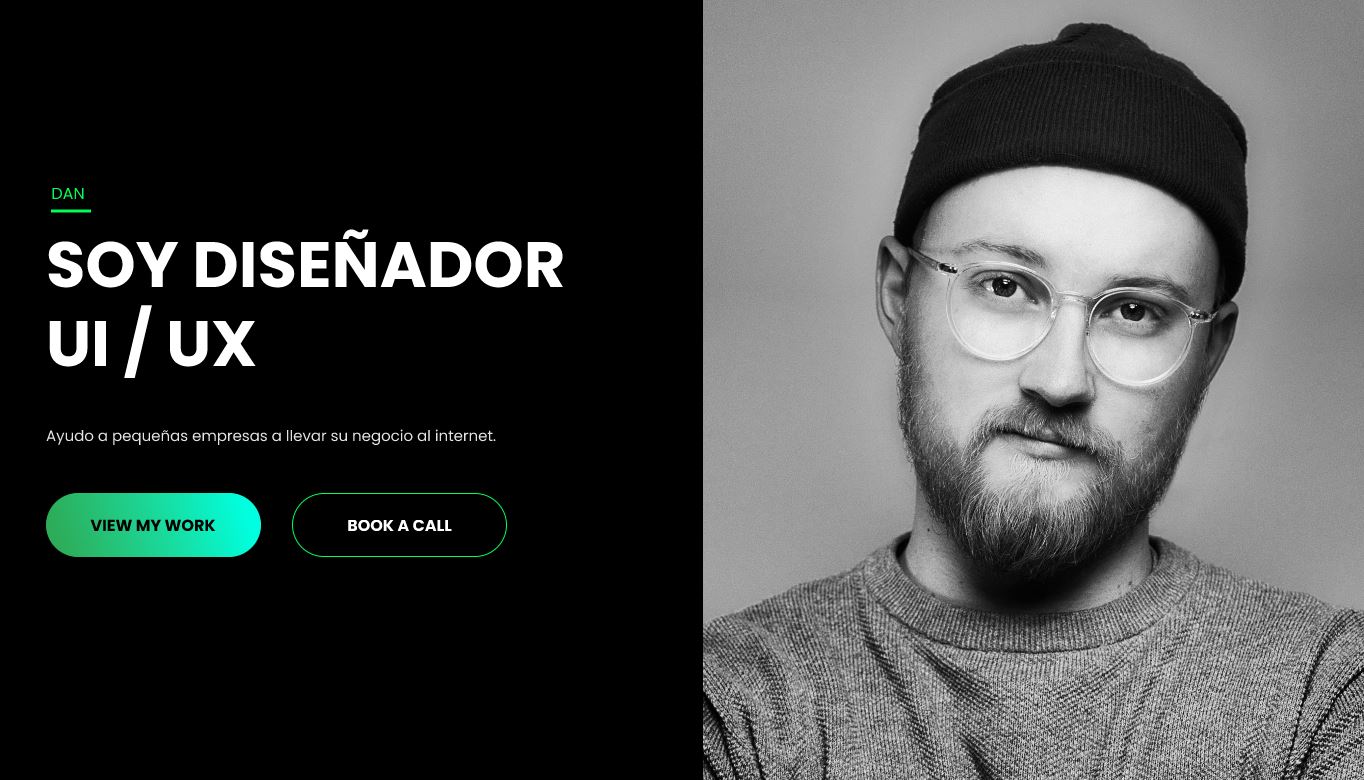 DAN
SOY DISEÑADOR
UI / UX
Ayudo a pequeñas empresas a llevar su negocio al internet.
VIEW MY WORK
BOOK A CALL